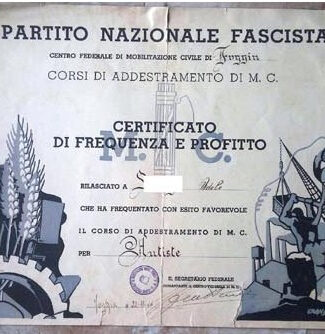 PARTITO NAZIONALE FASCISTA
CENTRO FEDERALE DI MOBILITAZIONE CIVILE DI Foggia
CORSI DI ADDESTRAMENTO DI M. C.
CERTIFICATO
DI FREQUENZA E PROFITTO
M. C.
RILASCIATO A S
CHE HA FREQUENTATO CON ESITO FAVOREVOLE
IL CORSO DI ADDESTRAMENTO DI M. C.
PER Autiste
IL SEGRETARIO FEDERALE
Foggia